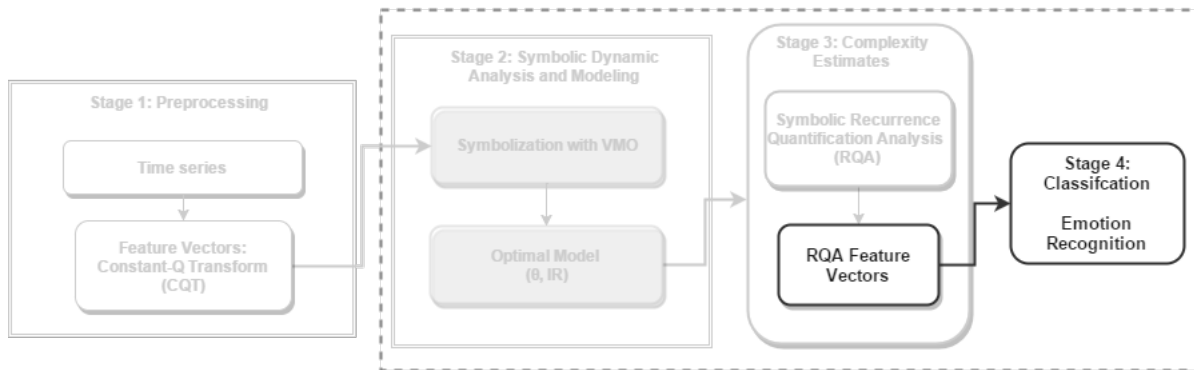 Stage 1: Preprocessing
Time series
Feature Vectors:
Constant-Q Transform
(CQT)
Stage 2: Symbolic Dynamic
Analysis and Modeling
Symbolization with VMO
Optimal Model
(θ, IR)
Stage 3: Complexity
Estimates
Symbolic Recurrence
Quantification Analysis
(RQA)
RQA Feature
Vectors
Stage 4:
Classifcation
Emotion
Recognition